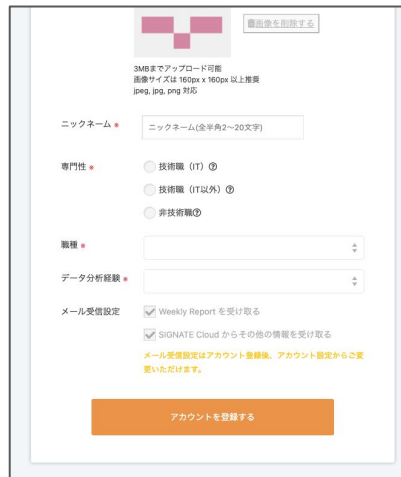 画像を削除する
3MBまでアップロード可能
画像サイズは 160px x 160px 以上推奨
jpeg, jpg, png 対応
ニックネーム *
ニックネーム(全半角2〜20文字)
専門性 *
技術職（IT）?
技術職（IT以外）?
非技術職?
職種 *
データ分析経験 *
メール受信設定
Weekly Report を受け取る
SIGNATE Cloud からその他の情報を受け取る
メール受信設定はアカウント登録後、アカウント設定からご変
更いただけます。
アカウントを登録する